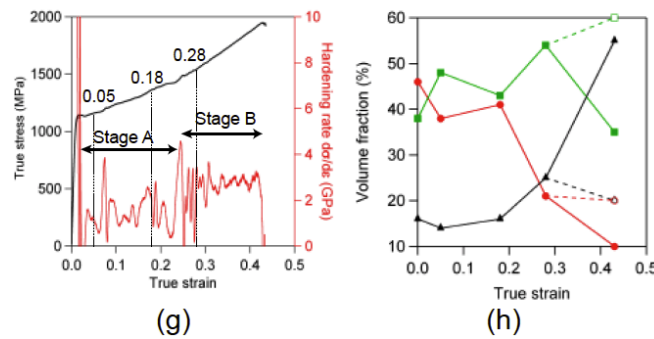 2000
1500
1000
500
0
True stress (MPa)
0.05
0.18
0.28
Stage A
Stage B
10
8
6
4
2
0
Hardening rate dσ/dε (GPa)
0.0 0.1 0.2 0.3 0.4 0.5
True strain
(g)
60
50
40
30
20
10
Volume fraction (%)
0.0 0.1 0.2 0.3 0.4 0.5
True strain
(h)